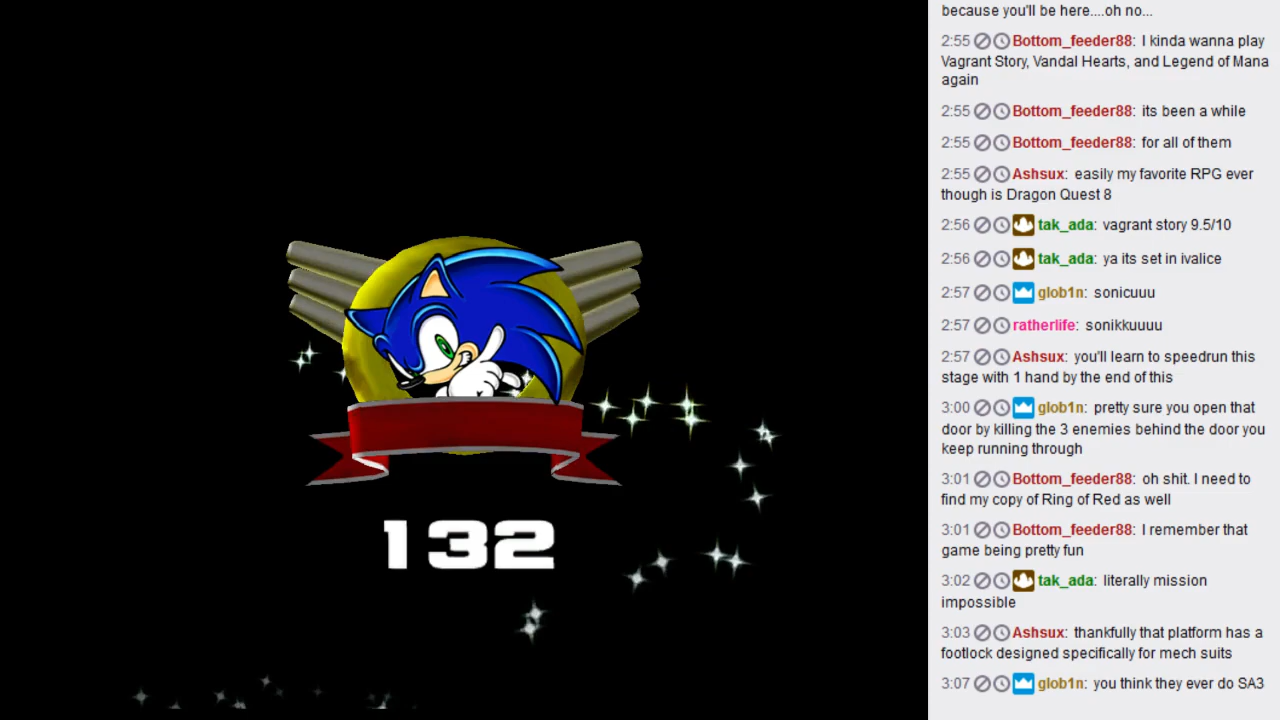 because you'll be here....oh no...
2:55 Bottom_feeder88: I kinda wanna play
Vagrant Story, Vandal Hearts, and Legend of Mana
again
2:55 Bottom_feeder88: its been a while
2:55 Bottom_feeder88: for all of them
2:55 Ashsux: easily my favorite RPG ever
though is Dragon Quest 8
2:56 tak_ada: vagrant story 9.5/10
2:56 tak_ada: ya its set in ivalice
2:57 glob1n: sonicuuu
2:57 ratherlife: sonikkuuuu
2:57 Ashsux: you'll learn to speedrun this
stage with 1 hand by the end of this
3:00 glob1n: pretty sure you open that
door by killing the 3 enemies behind the door you
keep running through
3:01 Bottom_feeder88: oh shit. I need to
find my copy of Ring of Red as well
3:01 Bottom_feeder88: I remember that
game being pretty fun
3:02 tak_ada: literally mission
impossible
3:03 Ashsux: thankfully that platform has a
footlock designed specifically for mech suits
3:07 glob1n: you think they ever do SA3
132